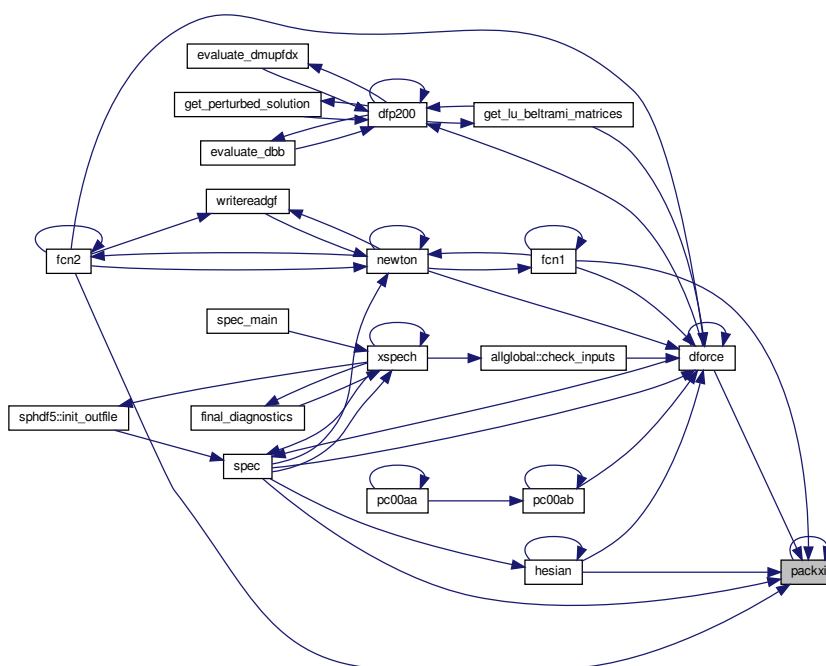 evaluate_dmupfdx
get_perturbed_solution
dfp200
get_lu_beltrami_matrices
evaluate_dbb
writereadgf
fcn2
newton
fcn1
spec_main
xspech
allglobal::check_inputs
dforce
sphdf5::init_outfile
final_diagnostics
spec
pc00aa
pc00ab
hesian
packxi